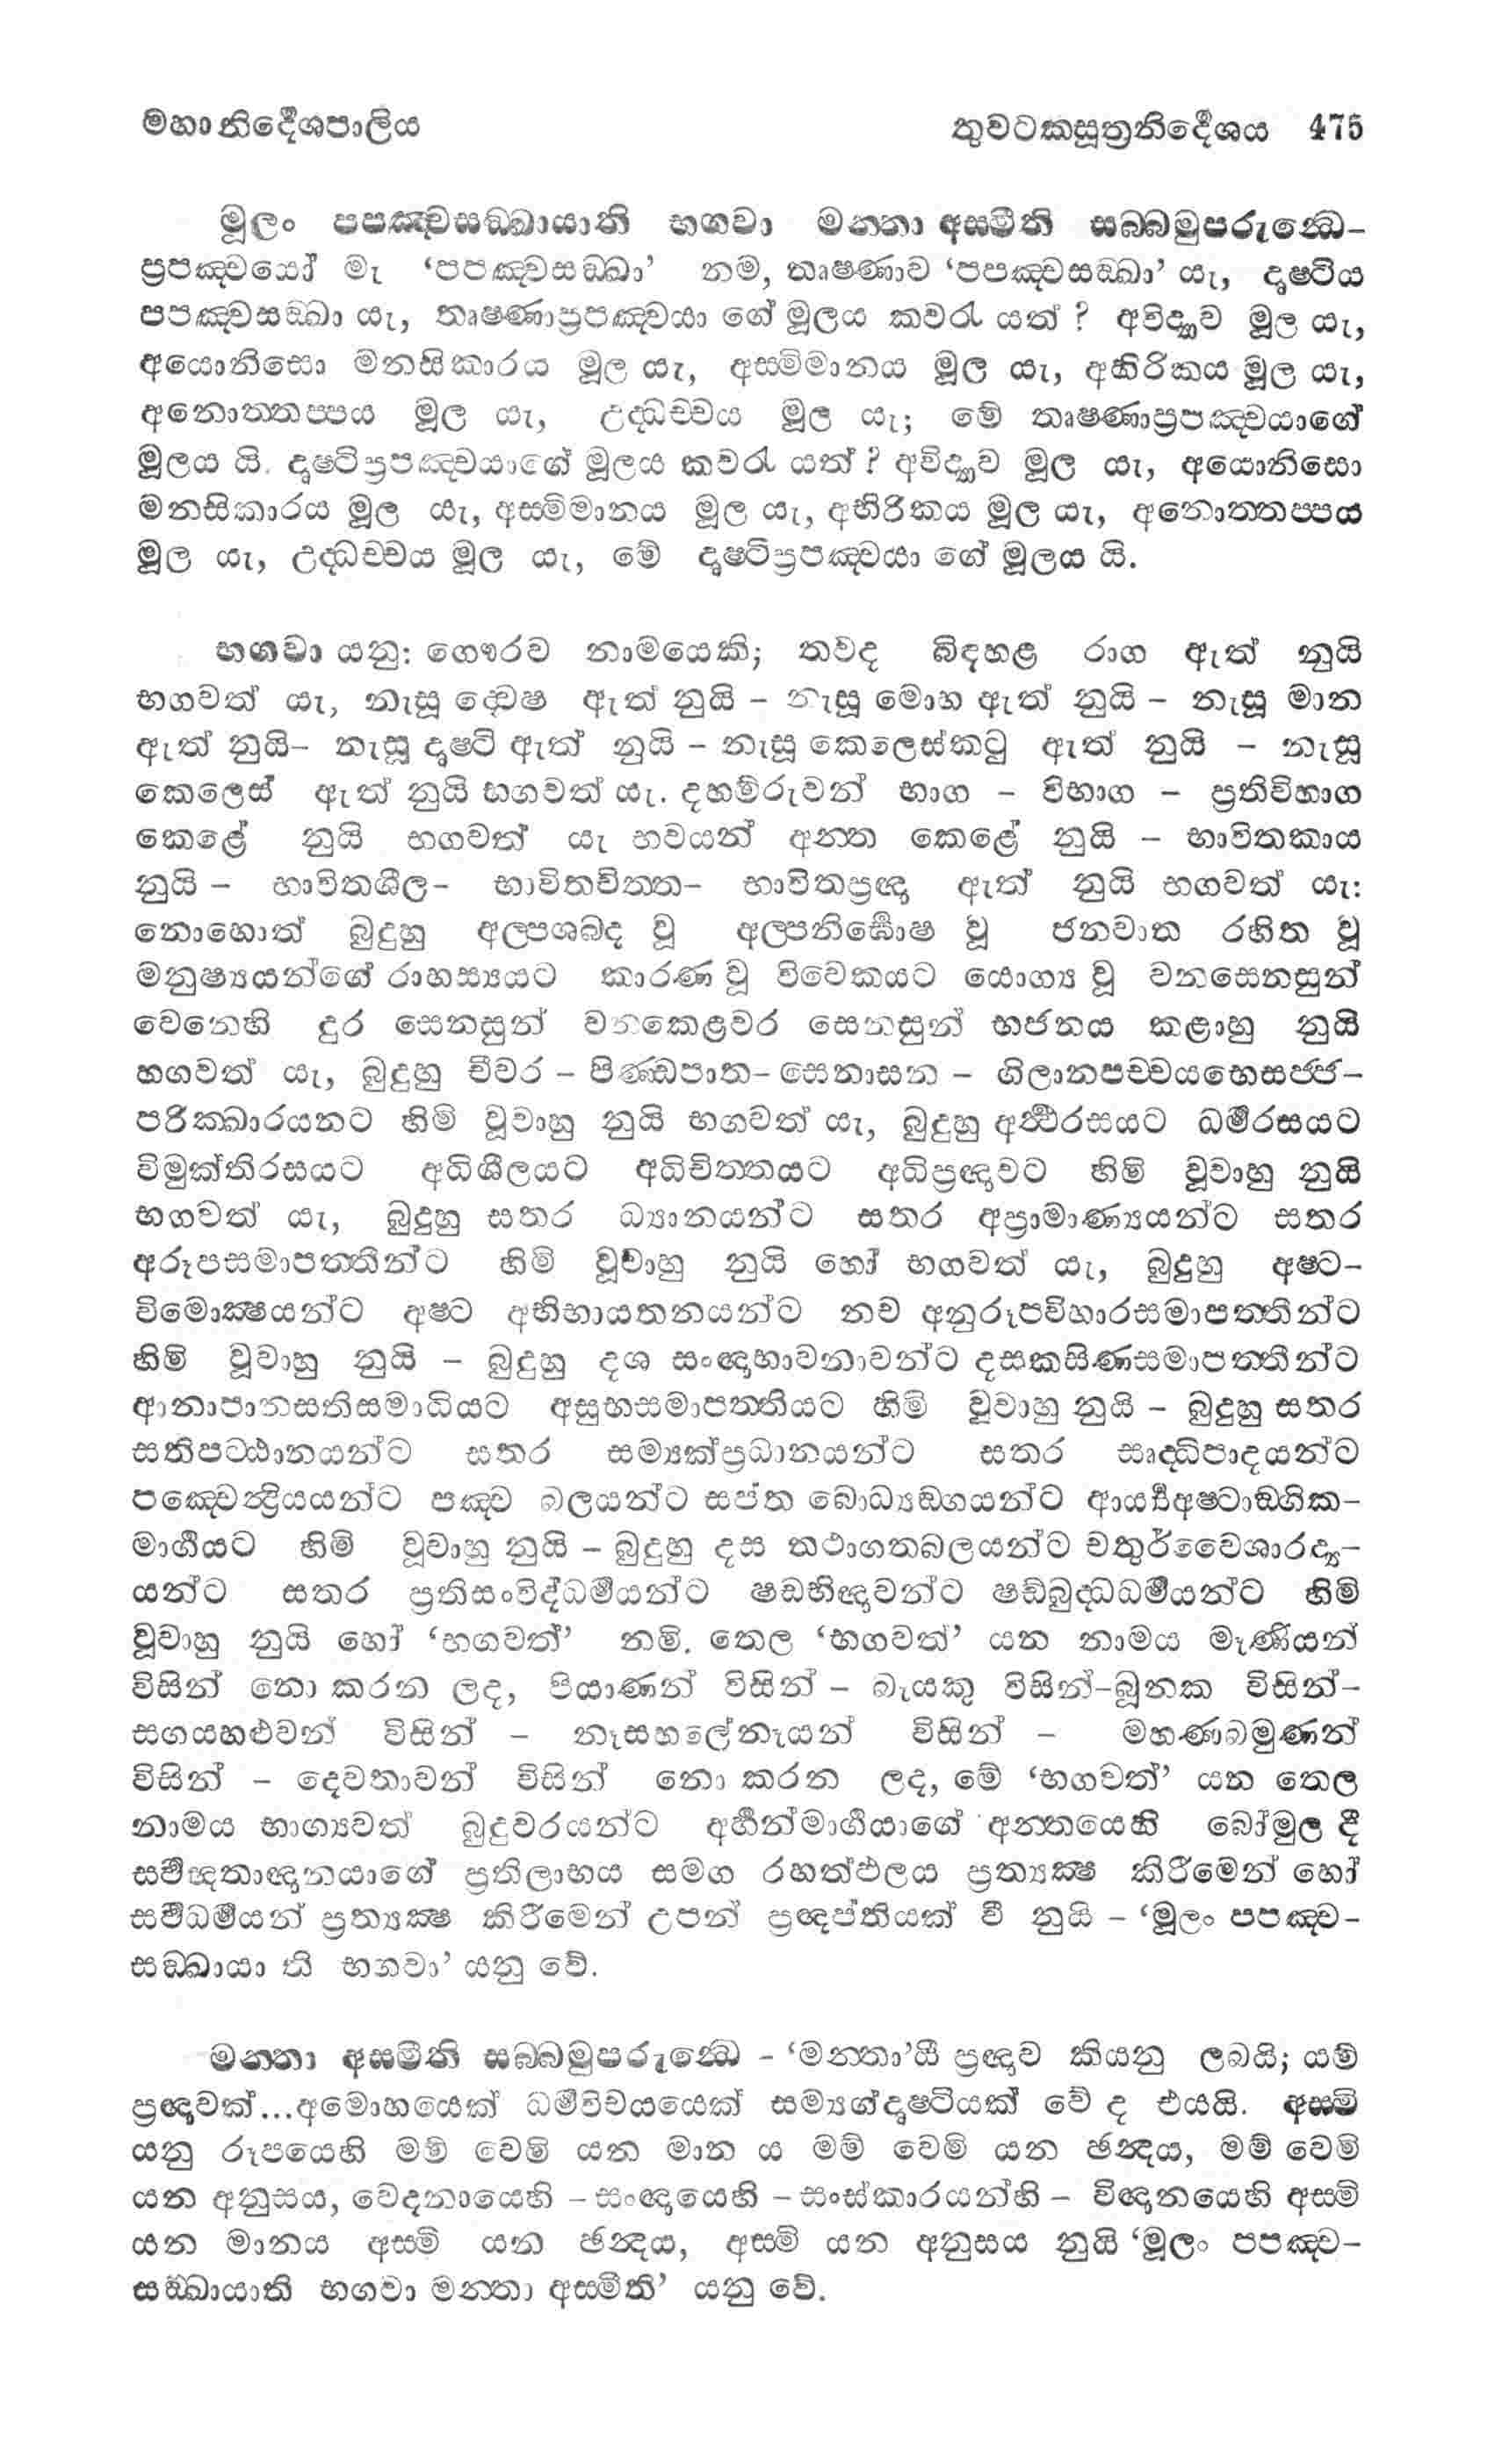 මහානිර්දේශපාලිය තුවටකසූත්‍රනිර්දේශය 475
මූලං පපඤ්චසඞ්ඛායාති භගවා මන්තා අස්මීති සබ්බමුපරුන්ධෙ-
ප්‍රපඤ්චයෝ මැ ‘පපඤ්චසඞ්ඛා’ නම, තෘෂ්ණාව ‘පපඤ්චසඞ්ඛා’ යැ, දෘෂ්ටිය
පපඤ්චසඞ්ඛා යැ, තෘෂ්ණාප්‍රපඤ්චයා ගේ මූලය කවරැ යත් ? අවිද්‍යාව මූල යැ,
අයොනිසො මනසිකාරය මූල යැ, අස්මිමානය මූල යැ, අහිරිකය මූල යැ,
අනොත්තප්පය මූල යැ, උද්ධච්චය මූල යැ; මේ තෘෂ්ණාප්‍රපඤ්චයාගේ
මූලය යි. දෘෂ්ටිප්‍රපඤ්චයාගේ මූලය කවරැ යත් ? අවිද්‍යාව මූල යැ, අයොනිසො
මනසිකාරය මූල යැ, අස්මිමානය මූල යැ, අහිරිකය මූල යැ, අනොත්තප්පය
මූල යැ, උද්ධච්චය මූල යැ, මේ දෘෂ්ටිප්‍රපඤ්චයා ගේ මූලය යි.
භගවා යනු: ගෞරව නාමයෙකි; තවද බිඳහළ රාග ඇත් නුයි
භගවත් යැ, නැසූ ද්වෙෂ ඇත් නුයි – නැසූ මොහ ඇත් නුයි – නැසූ මාන
ඇත් නුයි– නැසූ දෘෂ්ටි ඇත් නුයි – නැසූ කෙලෙස්කටු ඇත් නුයි – නැසූ
කෙලෙස් ඇත් නුයි භගවත් යැ. දහම්රුවන් භාග – විභාග – ප්‍රතිවිභාග
කෙළේ නුයි භගවත් යැ භවයන් අන්ත කෙළේ නුයි – භාවිතකාය
නුයි – භාවිතශීල– භාවිතචිත්ත– භාවිතප්‍රඥා ඇත් නුයි භගවත් යැ:
නොහොත් බුදුහු අල්පශබ්ද වූ අල්පනිර්ඝොෂ වූ ජනවාත රහිත වූ
මනුෂ්‍යයන්ගේ රාහස්‍යයට කාරණ වූ විවෙකයට යොග්‍ය වූ වනසෙනසුන්
වෙනෙහි දුර සෙනසුන් වනකෙළවර සෙනසුන් භජනය කළාහු නුයි
භගවත් යැ, බුදුහු චීවර – පිණ්ඩපාත– සෙනාසන – ගිලානපච්චයභෙසජ්ජ–
පරික්ඛාරයනට හිමි වූවාහු නුයි භගවත් යැ, බුදුහු අර්ථරසයට ධර්මරසයට
විමුක්තිරසයට අධිශීලයට අධිචිත්තයට අධිප්‍රඥාවට හිමි වූවාහු නුයි
භගවත් යැ, බුදුහු සතර ධ්‍යානයන්ට සතර අප්‍රාමාණ්‍යයන්ට සතර
අරූපසමාපත්තීන්ට හිමි වූවාහු නුයි හෝ භගවත් යැ, බුදුහු අෂ්ට–
විමොක්ෂයන්ට අෂ්ට අභිභායතනයන්ට නව අනුරූපවිහාරසමාපත්තීන්ට
හිමි වූවාහු නුයි – බුදුහු දශ සංඥාභාවනාවන්ට දසකසිණසමාපත්තීන්ට
ආනාපානසතිසමාධියට අසුභසමාපත්තියට හිමි වූවාහු නුයි – බුදුහු සතර
සතිපට්ඨානයන්ට සතර සම්‍යක්ප්‍රධානයන්ට සතර සෘද්ධිපාදයන්ට
පඤ්චෙන්ද්‍රියයන්ට පඤ්ච බලයන්ට සප්ත බොධ්‍යඞ්ගයන්ට ආර්‍ය්‍යඅෂ්ටාඞ්ගික–
මාර්ගයට හිමි වූවාහු නුයි – බුදුහු දස තථාගතබලයන්ට චතුර්වෛශාරද්‍ය–
යන්ට සතර ප්‍රතිසංවිද්ධර්මයන්ට ෂඩභිඥාවන්ට ෂඩ්බුද්ධධර්මයන්ට හිමි
වූවාහු නුයි හෝ ‘භගවත්’ නමි. තෙල ‘භගවත්’ යන නාමය මෑණියන්
විසින් නො කරන ලද, පියාණන් විසින් – බැයකු විසින්–බූනක විසින්–
සගයහළුවන් විසින් – නෑසහලේනෑයන් විසින් – මහණබමුණන්
විසින් – දෙවතාවන් විසින් නො කරන ලද, මේ ‘භගවත්’ යන තෙල
නාමය භාග්‍යවත් බුදුවරයන්ට අර්හන්මාර්ගයාගේ අන්තයෙහි බෝමුල දී
සර්වඥතාඥානයාගේ ප්‍රතිලාභය සමග රහත්ඵලය ප්‍රත්‍යක්ෂ කිරීමෙන් හෝ
සර්වධර්මයන් ප්‍රත්‍යක්ෂ කිරීමෙන් උපන් ප්‍රඥප්තියක් වී නුයි – ‘මූලං පපඤ්ච–
සඞ්ඛායා ති භගවා’ යනු වේ.
මන්තා අස්මීති සබ්බමුපරුන්ධෙ – ‘මන්තා’යී ප්‍රඥාව කියනු ලබයි; යම්
ප්‍රඥාවක්...අමොහයෙක් ධර්මවිචයයෙක් සම්‍යග්දෘෂ්ටියක් වේ ද එයයි. අස්මි
යනු රූපයෙහි මම් වෙමි යන මාන ය මම් වෙමි යන ඡන්දය, මම් වෙමි
යන අනුසය, වෙදනායෙහි – සංඥායෙහි – සංස්කාරයන්හි – විඥානයෙහි අස්මි
යන මානය අස්මි යන ඡන්දය, අස්මි යන අනුසය නුයි ‘මූලං පපඤ්ච–
සඞ්ඛායාති භගවා මන්තා අස්මීති’ යනු වේ.